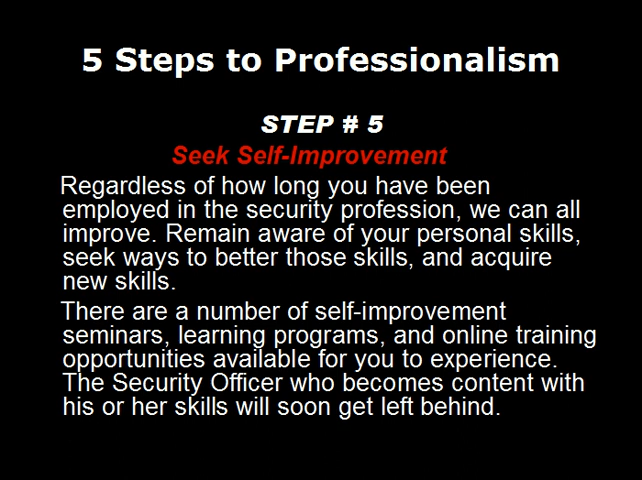 5 Steps to Professionalism
STEP # 5
Seek Self-Improvement
Regardless of how long you have been
employed in the security profession, we can all
improve. Remain aware of your personal skills,
seek ways to better those skills, and acquire
new skills.
There are a number of self-improvement
seminars, learning programs, and online training
opportunities available for you to experience.
The Security Officer who becomes content with
his or her skills will soon get left behind.